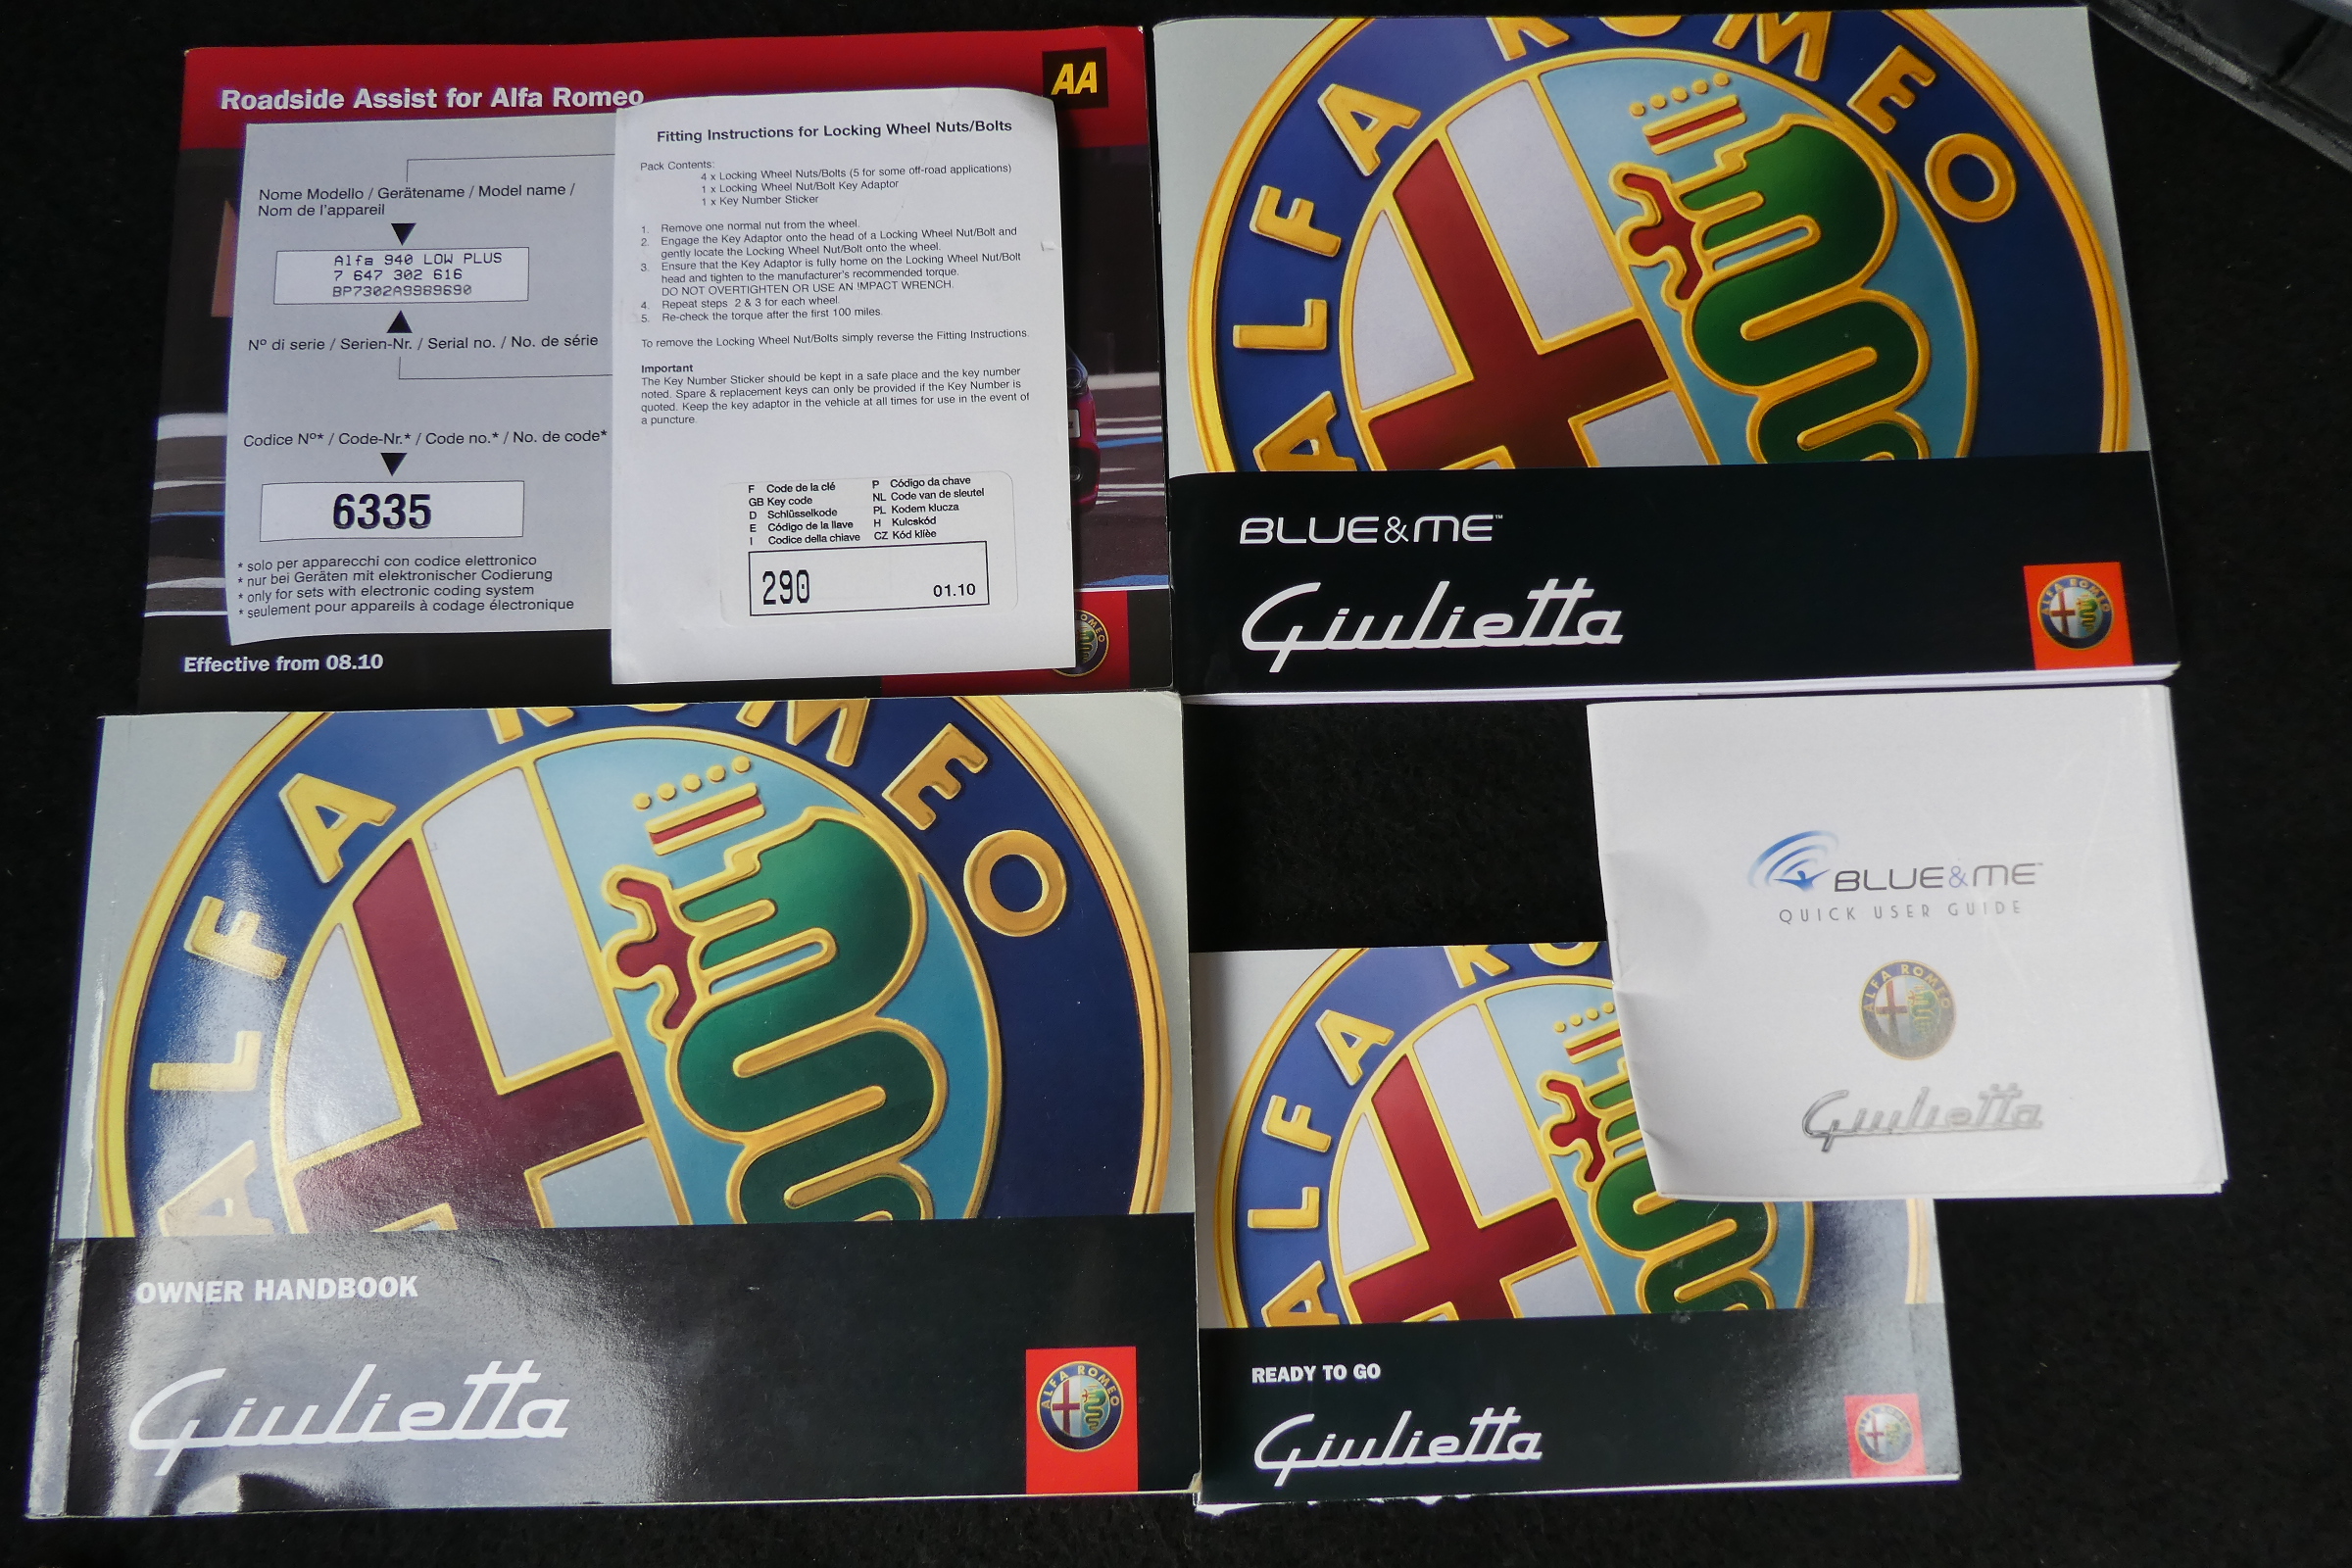 Roadside Assist for Alfa Romeo
AA
Nome Modello / Gerätename / Model name /
Nom de l'appareil
Alfa 940 LOW PLUS
7 647 302 616
BP7302A9989690
Nº di serie / Serien-Nr. / Serial no. / No. de série
Codice Nº* / Code-Nr.* / Code no.* / No. de code*
6335
* solo per apparecchi con codice elettronico
* nur bei Geräten mit elektronischer Codierung
* only for sets with electronic coding system
* seulement pour appareils à codage électronique
Effective from 08.10
Fitting Instructions for Locking Wheel Nuts/Bolts
Pack Contents:
4 x Locking Wheel Nuts/Bolts (5 for some off-road applications)
1 x Locking Wheel Nut/Bolt Key Adaptor
1 x Key Number Sticker
1. Remove one normal nut from the wheel.
2. Engage the Key Adaptor onto the head of a Locking Wheel Nut/Bolt and
gently locate the Locking Wheel Nut/Bolt onto the wheel.
3. Ensure that the Key Adaptor is fully home on the Locking Wheel Nut/Bolt
head and tighten to the manufacturer's recommended torque.
DO NOT OVERTIGHTEN OR USE AN IMPACT WRENCH.
4. Repeat steps 2 & 3 for each wheel.
5. Re-check the torque after the first 100 miles.
To remove the Locking Wheel Nut/Bolts simply reverse the Fitting Instructions.
Important
The Key Number Sticker should be kept in a safe place and the key number
noted. Spare & replacement keys can only be provided if the Key Number is
quoted. Keep the key adaptor in the vehicle at all times for use in the event of
a puncture.
F Code de la clé
GB Key code
D Schlüsselkode
E Código de la llave
I Codice della chiave
P Código da chave
NL Code van de sleutel
PL Kodem klucza
H Kulcskód
CZ Kód klièe
290
01.10
ALFA ROMEO
BLUE&ME™
Giulietta
ALFA ROMEO
ALFA ROMEO
OWNER HANDBOOK
Giulietta
ALFA ROMEO
BLUE&ME™
QUICK USER GUIDE
ALFA ROMEO
Giulietta
ALFA RO
READY TO GO
Giulietta